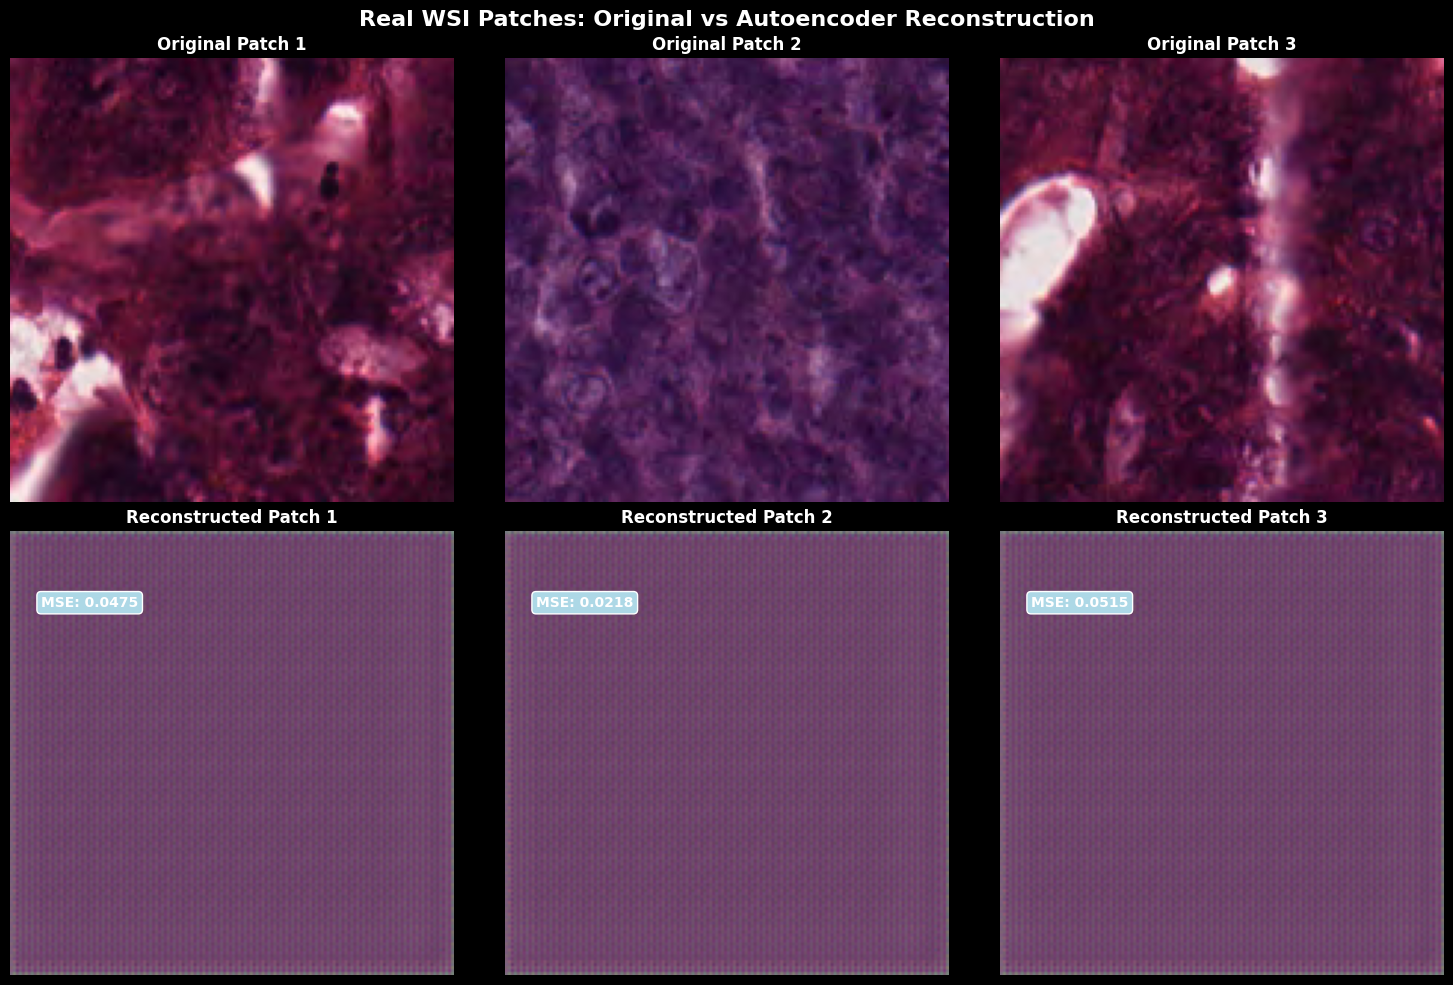 Real WSI Patches: Original vs Autoencoder Reconstruction
Original Patch 1
Original Patch 2
Original Patch 3
Reconstructed Patch 1
Reconstructed Patch 2
Reconstructed Patch 3
MSE: 0.0475
MSE: 0.0218
MSE: 0.0515